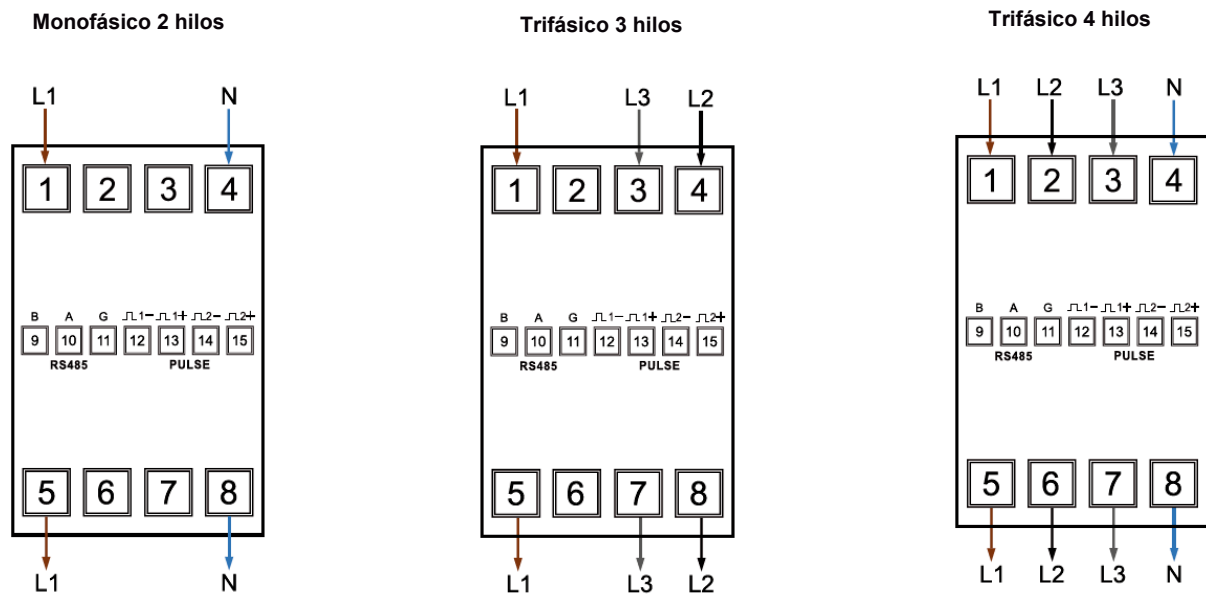 Monofásico 2 hilos
L1 N
1 2 3 4
B A G 1− 1+ 2− 2+
9 10 11 12 13 14 15
RS485 PULSE
5 6 7 8
L1 N
Trifásico 3 hilos
L1 L3 L2
1 2 3 4
B A G 1− 1+ 2− 2+
9 10 11 12 13 14 15
RS485 PULSE
5 6 7 8
L1 L3 L2
Trifásico 4 hilos
L1 L2 L3 N
1 2 3 4
B A G 1− 1+ 2− 2+
9 10 11 12 13 14 15
RS485 PULSE
5 6 7 8
L1 L2 L3 N